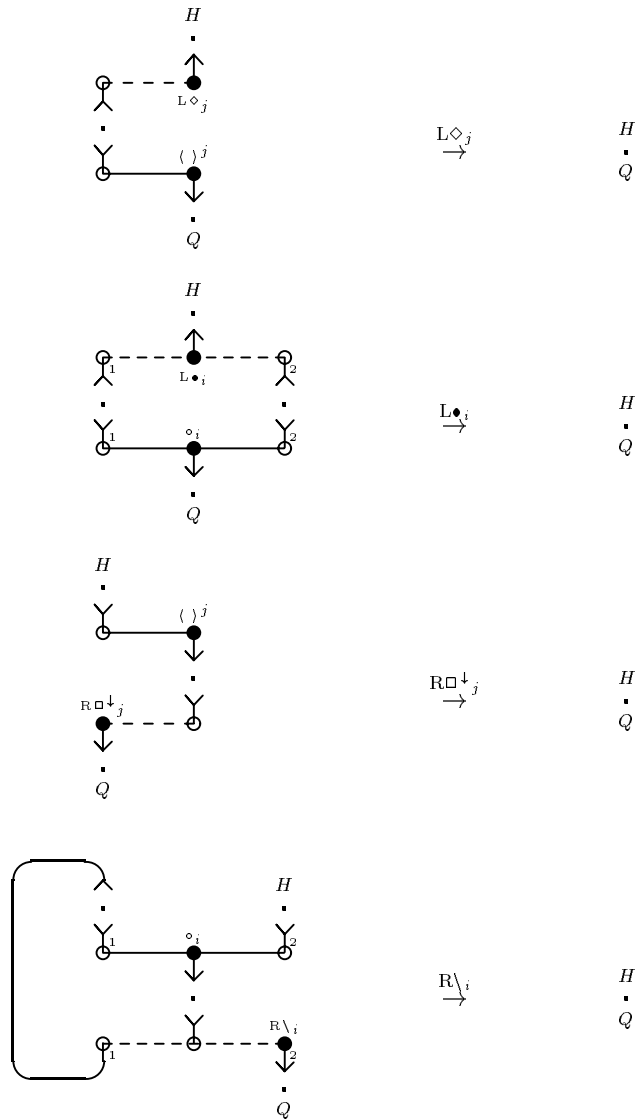 H
L◇j
⟨ ⟩j
Q
L◇j
→
H
Q
H
1 2
L•i
∘i
1 2
Q
L•i
→
H
Q
H
⟨ ⟩j
R□↓j
Q
R□↓j
→
H
Q
H
∘i
1 2
R\i
1 2
Q
R\i
→
H
Q